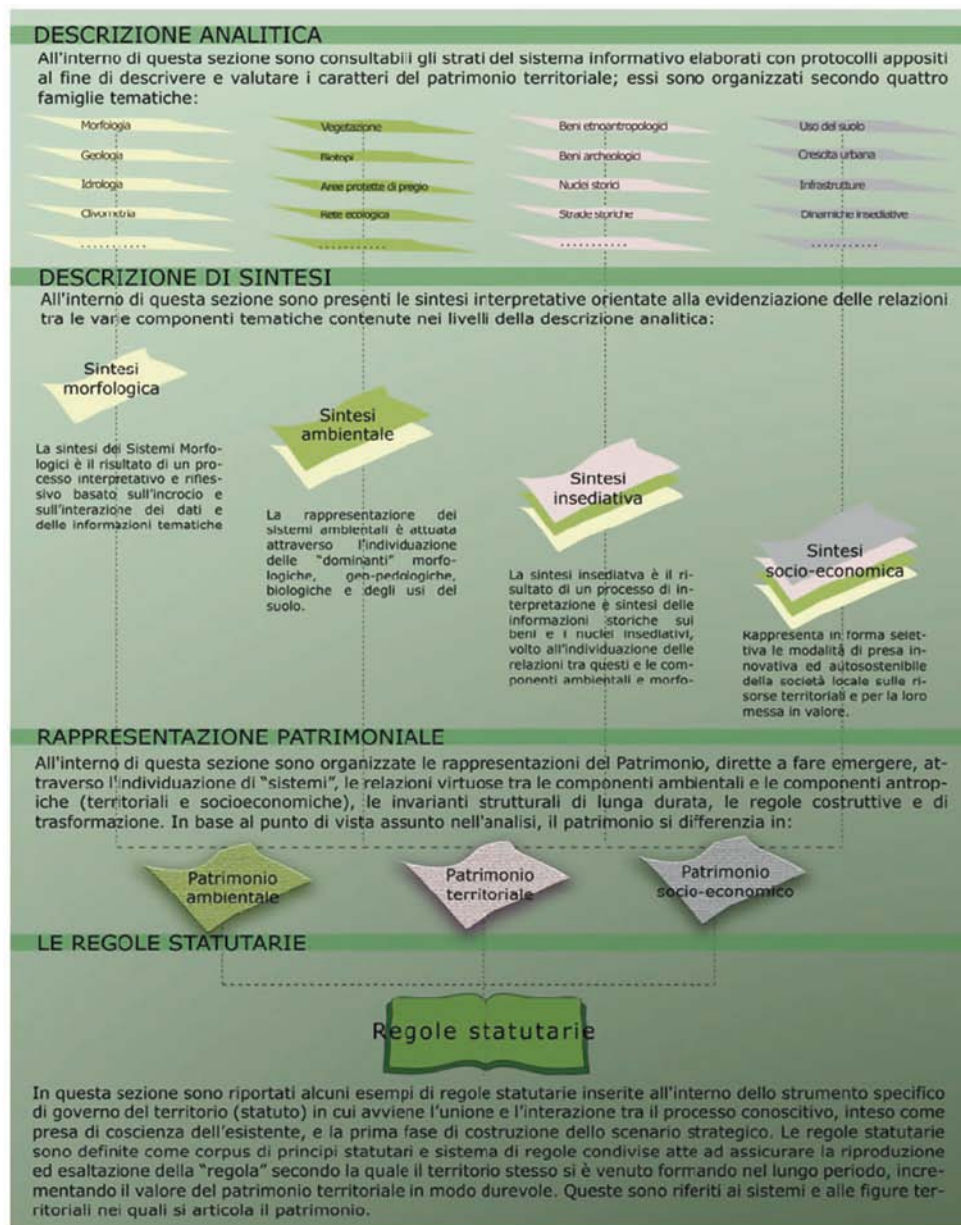 DESCRIZIONE ANALITICA
All'interno di questa sezione sono consultabili gli strati del sistema informativo elaborati con protocolli appositi
al fine di descrivere e valutare i caratteri del patrimonio territoriale; essi sono organizzati secondo quattro
famiglie tematiche:
Morfologia
Geologia
Idrologia
Clivometria
..........
Vegetazione
Biotopi
Aree protette di pregio
Rete ecologica
..........
Beni etnoantropologici
Beni archeologici
Nuclei storici
Strade storiche
..........
Uso del suolo
Crescita urbana
Infrastrutture
Dinamiche insediative
..........
DESCRIZIONE DI SINTESI
All'interno di questa sezione sono presenti le sintesi interpretative orientate alla evidenziazione delle relazioni
tra le varie componenti tematiche contenute nei livelli della descrizione analitica:
Sintesi
morfologica
La sintesi dei Sistemi Morfo-
logici è il risultato di un pro-
cesso interpretativo e rifles-
sivo basato sull'incrocio e
sull'interazione dei dati e
delle informazioni tematiche
Sintesi
ambientale
La rappresentazione dei
sistemi ambientali è attuata
attraverso l'individuazione
delle "dominanti" morfo-
logiche, geo-pedologiche,
biologiche e degli usi del
suolo.
Sintesi
insediativa
La sintesi insediatva è il ri-
sultato di un processo di in-
terpretazione e sintesi delle
informazioni storiche sui
beni e i nuclei insediativi,
volto all'individuazione delle
relazioni tra questi e le com-
ponenti ambientali e morfo-
Sintesi
socio-economica
Rappresenta in forma selet-
tiva le modalità di presa in-
novativa ed autosostenibile
della società locale sulle ri-
sorse territoriali e per la loro
messa in valore.
RAPPRESENTAZIONE PATRIMONIALE
All'interno di questa sezione sono organizzate le rappresentazioni del Patrimonio, dirette a fare emergere, at-
traverso l'individuazione di "sistemi", le relazioni virtuose tra le componenti ambientali e le componenti antrop-
iche (territoriali e socioeconomiche), le invarianti strutturali di lunga durata, le regole costruttive e di
trasformazione. In base al punto di vista assunto nell'analisi, il patrimonio si differenzia in:
Patrimonio
ambientale
Patrimonio
territoriale
Patrimonio
socio-economico
LE REGOLE STATUTARIE
Regole statutarie
In questa sezione sono riportati alcuni esempi di regole statutarie inserite all'interno dello strumento specifico
di governo del territorio (statuto) in cui avviene l'unione e l'interazione tra il processo conoscitivo, inteso come
presa di coscienza dell'esistente, e la prima fase di costruzione dello scenario strategico. Le regole statutarie
sono definite come corpus di principi statutari e sistema di regole condivise atte ad assicurare la riproduzione
ed esaltazione della "regola" secondo la quale il territorio stesso si è venuto formando nel lungo periodo, incre-
mentando il valore del patrimonio territoriale in modo durevole. Queste sono riferiti ai sistemi e alle figure ter-
ritoriali nei quali si articola il patrimonio.